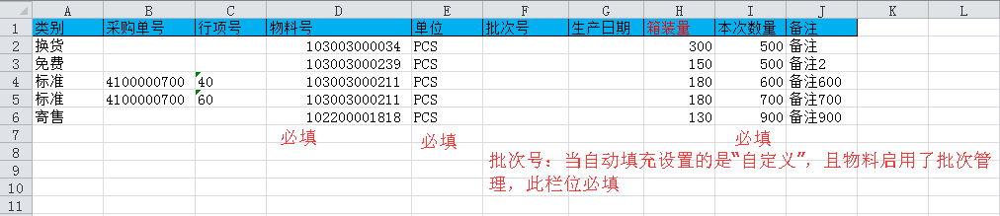 A B C D E F G H I J K L
1 类别 采购单号 行项号 物料号 单位 批次号 生产日期 箱装量 本次数量 备注
2 换货 103003000034 PCS 300 500 备注
3 免费 103003000239 PCS 150 500 备注2
4 标准 4100000700 40 103003000211 PCS 180 600 备注600
5 标准 4100000700 60 103003000211 PCS 180 700 备注700
6 寄售 102200001818 PCS 130 900 备注900
7 必填 必填 必填
8 批次号：当自动填充设置的是“自定义”，且物料启用了批次管
9
10 理，此栏位必填
11